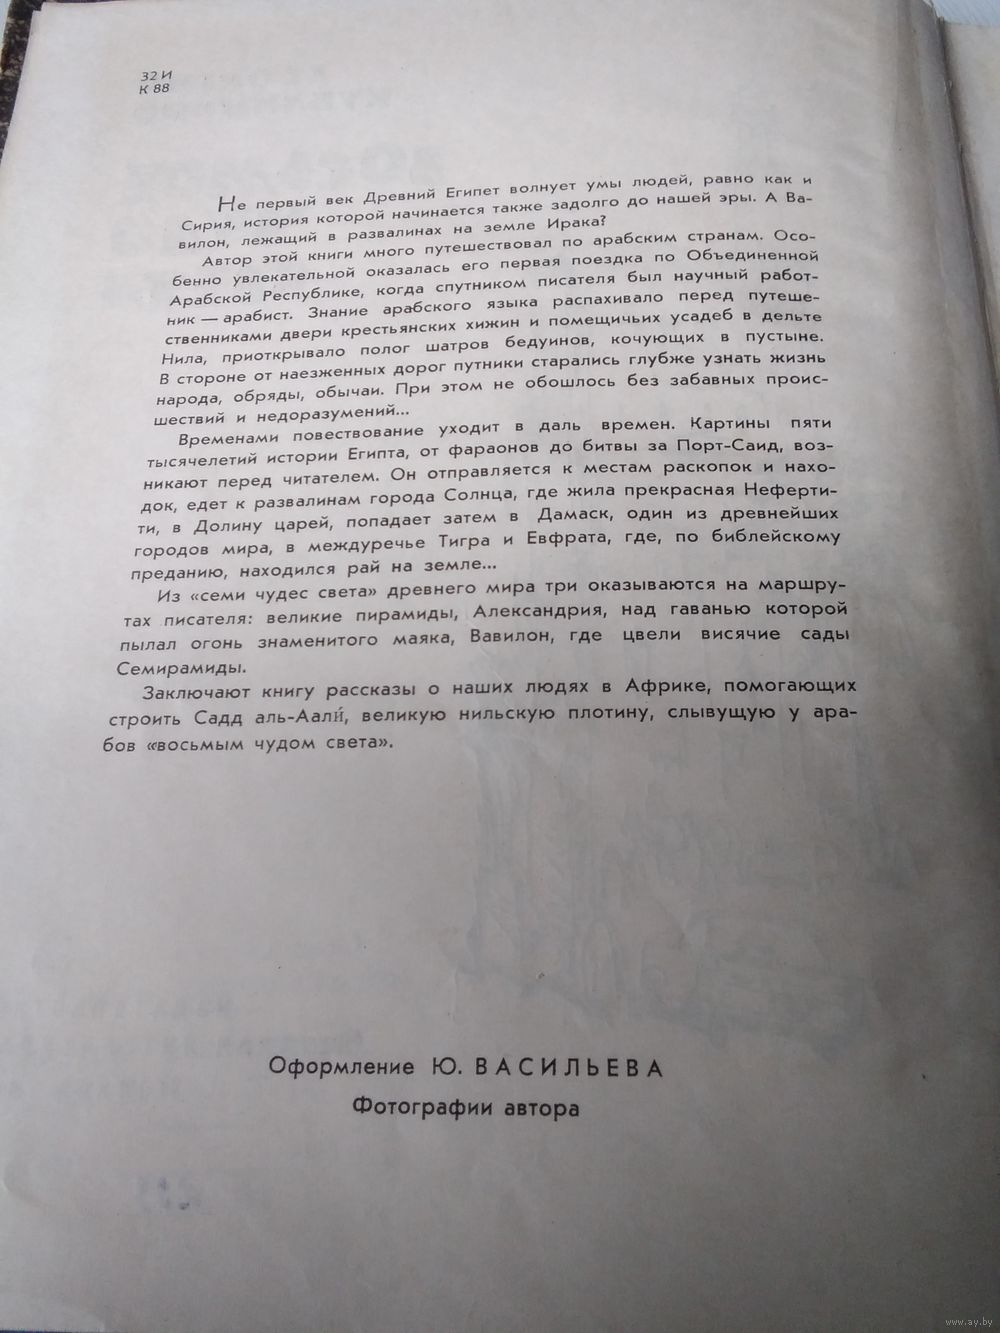 32 И
К 88
Не первый век Древний Египет волнует умы людей, равно как и
Сирия, история которой начинается также задолго до нашей эры. А Ва-
вилон, лежащий в развалинах на земле Ирака?
Автор этой книги много путешествовал по арабским странам. Осо-
бенно увлекательной оказалась его первая поездка по Объединенной
Арабской Республике, когда спутником писателя был научный работ-
ник — арабист. Знание арабского языка распахивало перед путеше-
ственниками двери крестьянских хижин и помещичьих усадеб в дельте
Нила, приоткрывало полог шатров бедуинов, кочующих в пустыне.
В стороне от наезженных дорог путники старались глубже узнать жизнь
народа, обряды, обычаи. При этом не обошлось без забавных проис-
шествий и недоразумений...
Временами повествование уходит в даль времен. Картины пяти
тысячелетий истории Египта, от фараонов до битвы за Порт-Саид, воз-
никают перед читателем. Он отправляется к местам раскопок и нахо-
док, едет к развалинам города Солнца, где жила прекрасная Неферти-
ти, в Долину царей, попадает затем в Дамаск, один из древнейших
городов мира, в междуречье Тигра и Евфрата, где, по библейскому
преданию, находился рай на земле...
Из «семи чудес света» древнего мира три оказываются на маршру-
тах писателя: великие пирамиды, Александрия, над гаванью которой
пылал огонь знаменитого маяка, Вавилон, где цвели висячие сады
Семирамиды.
Заключают книгу рассказы о наших людях в Африке, помогающих
строить Садд аль-Аали́, великую нильскую плотину, слывущую у ара-
бов «восьмым чудом света».
Оформление Ю. ВАСИЛЬЕВА
Фотографии автора
www.ay.by